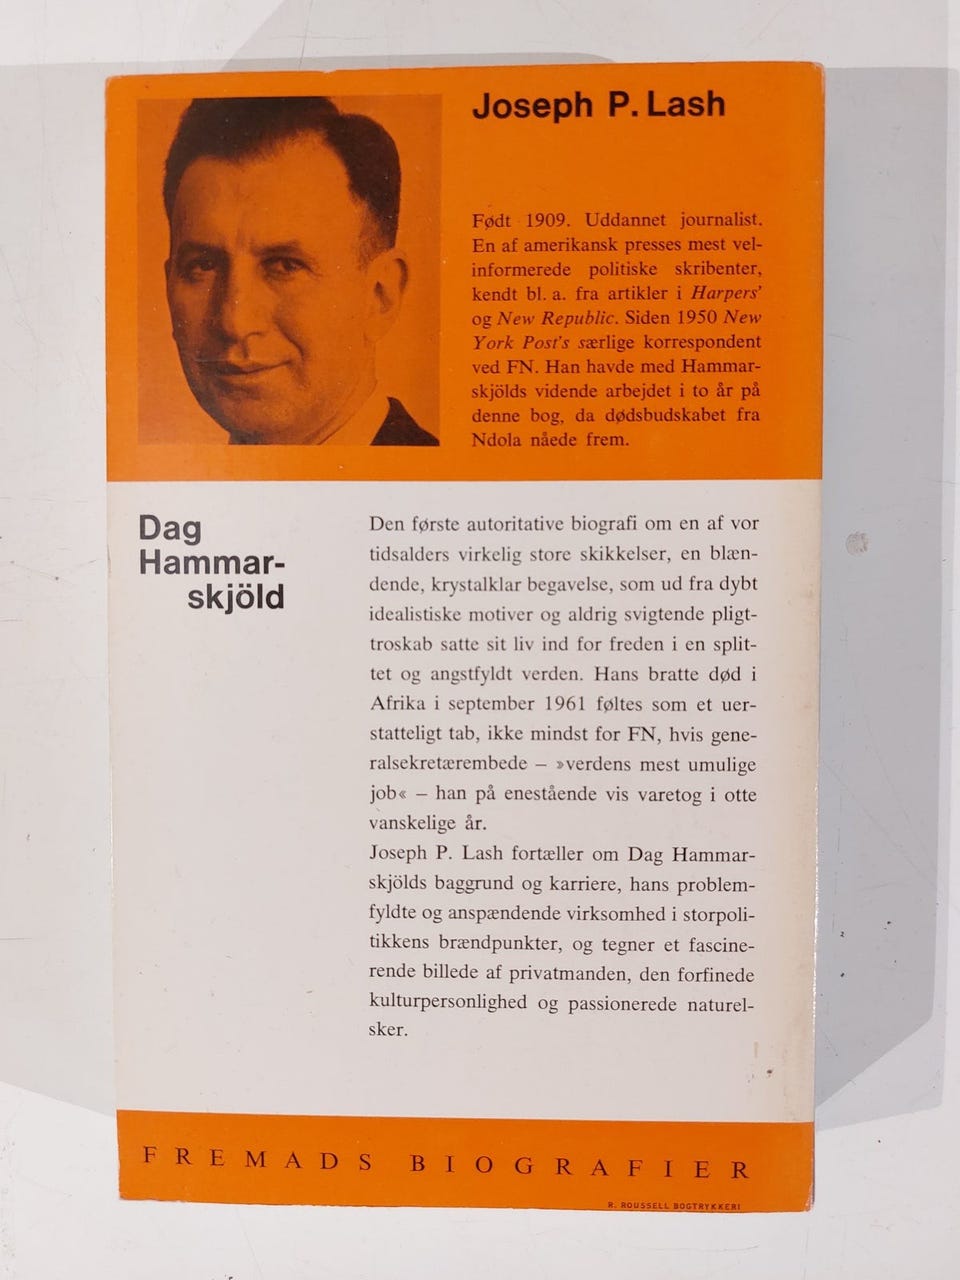 Joseph P. Lash
Født 1909. Uddannet journalist.
En af amerikansk presses mest vel-
informerede politiske skribenter,
kendt bl. a. fra artikler i Harpers'
og New Republic. Siden 1950 New
York Post's særlige korrespondent
ved FN. Han havde med Hammar-
skjölds vidende arbejdet i to år på
denne bog, da dødsbudskabet fra
Ndola nåede frem.
Dag
Hammar-
skjöld
Den første autoritative biografi om en af vor
tidsalders virkelig store skikkelser, en blæn-
dende, krystalklar begavelse, som ud fra dybt
idealistiske motiver og aldrig svigtende pligt-
troskab satte sit liv ind for freden i en split-
tet og angstfyldt verden. Hans bratte død i
Afrika i september 1961 føltes som et uer-
statteligt tab, ikke mindst for FN, hvis gene-
ralsekretærembede – »verdens mest umulige
job« – han på enestående vis varetog i otte
vanskelige år.
Joseph P. Lash fortæller om Dag Hammar-
skjölds baggrund og karriere, hans problem-
fyldte og anspændende virksomhed i storpoli-
tikkens brændpunkter, og tegner et fascine-
rende billede af privatmanden, den forfinede
kulturpersonlighed og passionerede naturel-
sker.
FREMADS BIOGRAFIER
R. ROUSSELL BOGTRYKKERI